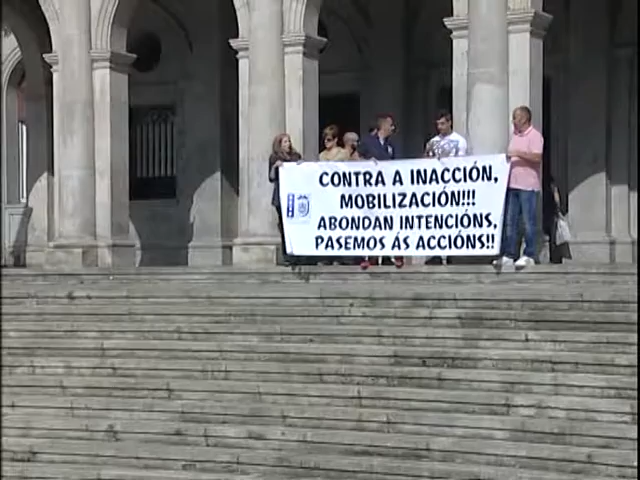 CONTRA A INACCIÓN,
MOBILIZACIÓN!!!
ABONDAN INTENCIÓNS,
PASEMOS ÁS ACCIÓNS!!